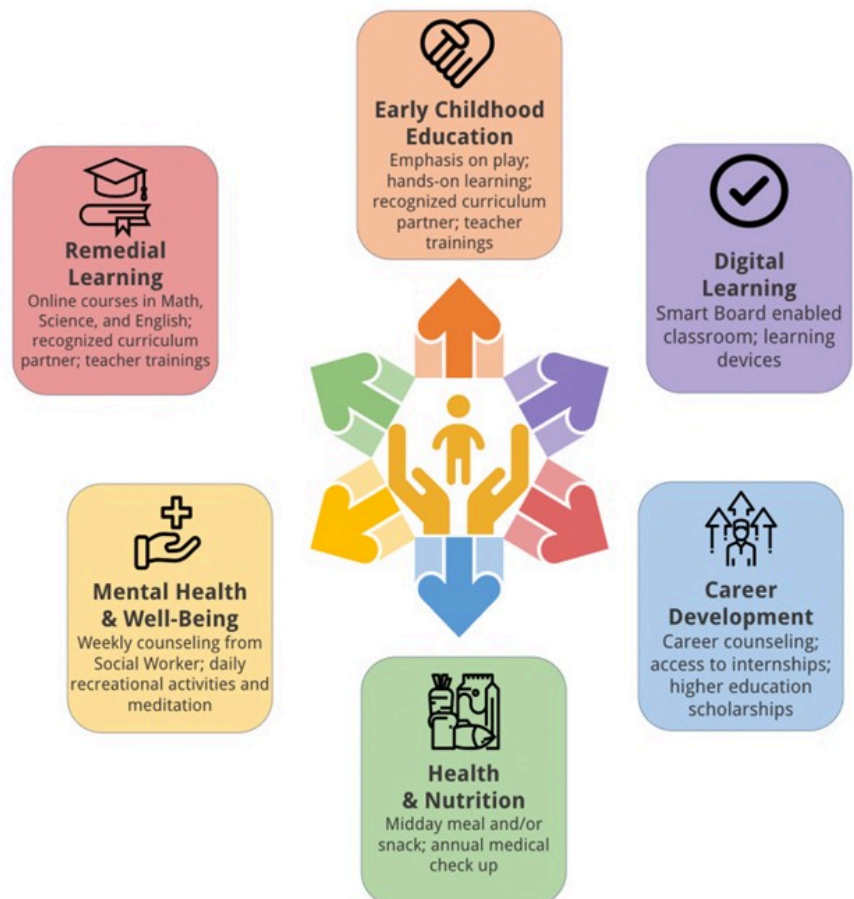 Early Childhood
Education
Emphasis on play;
hands-on learning;
recognized curriculum
partner; teacher
trainings
Remedial
Learning
Online courses in Math,
Science, and English;
recognized curriculum
partner; teacher trainings
Digital
Learning
Smart Board enabled
classroom; learning
devices
Mental Health
& Well-Being
Weekly counseling from
Social Worker; daily
recreational activities and
meditation
Career
Development
Career counseling;
access to internships;
higher education
scholarships
Health
& Nutrition
Midday meal and/or
snack; annual medical
check up